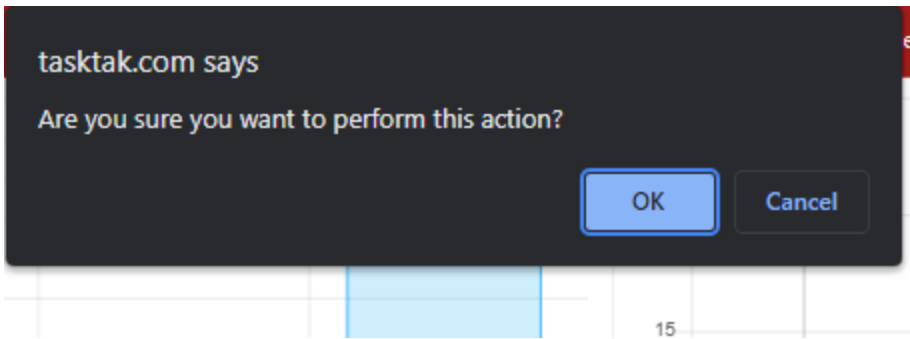 tasktak.com says
Are you sure you want to perform this action?
OK
Cancel
15